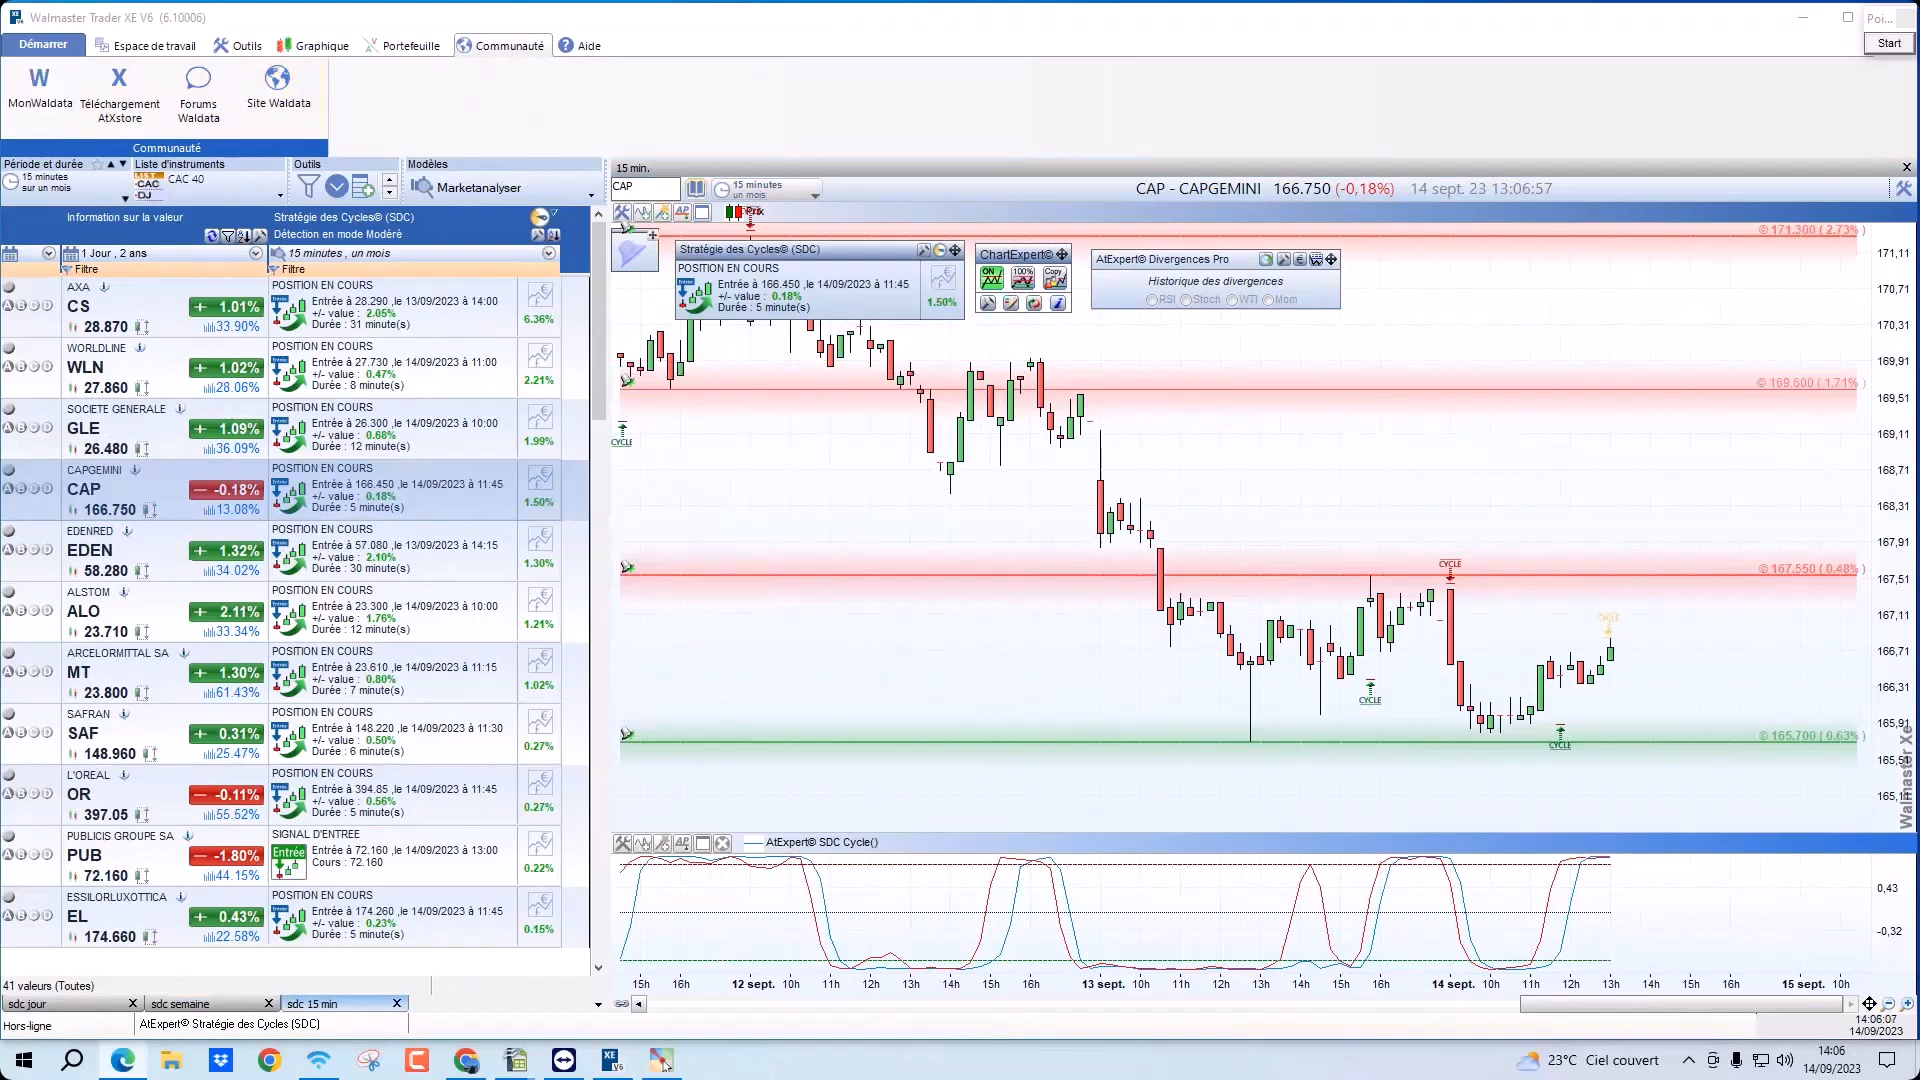 Walmaster Trader XE V6 (6.10006)
Poi...
Démarrer
Espace de travail
Outils
Graphique
Portefeuille
Communauté
Aide
Start
MonWaldata
Téléchargement AtXstore
Forums Waldata
Site Waldata
Communauté
Période et durée
15 minutes
sur un mois
Liste d'instruments
LIST
CAC
DJ
CAC 40
Outils
Modèles
Marketanalyser
Information sur la valeur
Stratégie des Cycles© (SDC)
Détection en mode Modéré
1 Jour , 2 ans
15 minutes , un mois
Filtre
Filtre
AXA
CS
+ 1.01%
28.870
33.90%
POSITION EN COURS
Entrée à 28.290 ,le 13/09/2023 à 14:00
+/- value : 2.05%
Durée : 31 minute(s)
6.36%
WORLDLINE
WLN
+ 1.02%
27.860
28.06%
POSITION EN COURS
Entrée à 27.730 ,le 14/09/2023 à 11:00
+/- value : 0.47%
Durée : 8 minute(s)
2.21%
SOCIETE GENERALE
GLE
+ 1.09%
26.480
36.09%
POSITION EN COURS
Entrée à 26.300 ,le 14/09/2023 à 10:00
+/- value : 0.68%
Durée : 12 minute(s)
1.99%
CAPGEMINI
CAP
— -0.18%
166.750
13.08%
POSITION EN COURS
Entrée à 166.450 ,le 14/09/2023 à 11:45
+/- value : 0.18%
Durée : 5 minute(s)
1.50%
EDENRED
EDEN
+ 1.32%
58.280
34.02%
POSITION EN COURS
Entrée à 57.080 ,le 13/09/2023 à 14:15
+/- value : 2.10%
Durée : 30 minute(s)
1.30%
ALSTOM
ALO
+ 2.11%
23.710
33.34%
POSITION EN COURS
Entrée à 23.300 ,le 14/09/2023 à 10:00
+/- value : 1.76%
Durée : 12 minute(s)
1.21%
ARCELORMITTAL SA
MT
+ 1.30%
23.800
61.43%
POSITION EN COURS
Entrée à 23.610 ,le 14/09/2023 à 11:15
+/- value : 0.80%
Durée : 7 minute(s)
1.02%
SAFRAN
SAF
+ 0.31%
148.960
25.47%
POSITION EN COURS
Entrée à 148.220 ,le 14/09/2023 à 11:30
+/- value : 0.50%
Durée : 6 minute(s)
0.27%
L'OREAL
OR
— -0.11%
397.05
55.52%
POSITION EN COURS
Entrée à 394.85 ,le 14/09/2023 à 11:45
+/- value : 0.56%
Durée : 5 minute(s)
0.27%
PUBLICIS GROUPE SA
PUB
— -1.80%
72.160
44.15%
SIGNAL D'ENTREE
Entrée
Entrée à 72.160 ,le 14/09/2023 à 13:00
Cours : 72.160
0.22%
ESSILORLUXOTTICA
EL
+ 0.43%
174.660
22.58%
POSITION EN COURS
Entrée à 174.260 ,le 14/09/2023 à 11:45
+/- value : 0.23%
Durée : 5 minute(s)
0.15%
41 valeurs (Toutes)
sdc jour
sdc semaine
sdc 15 min
Hors-ligne
AtExpert© Stratégie des Cycles (SDC)
15 min.
CAP
15 minutes
un mois
CAP - CAPGEMINI 166.750 (-0,18%) 14 sept. 23 13:06:57
Prix
Stratégie des Cycles© (SDC)
POSITION EN COURS
Entrée à 166.450 ,le 14/09/2023 à 11:45
+/- value : 0.18%
Durée : 5 minute(s)
1.50%
ChartExpert©
ON
100%
Copy
AtExpert© Divergences Pro
Historique des divergences
RSI Stoch WTI Mom
© 171.300 ( 2.73% )
© 169.600 ( 1.71% )
© 167.550 ( 0.48% )
© 165.700 ( 0.63% )
CYCLE
CYCLE
CYCLE
CYCLE
CYCLE
171,11
170,71
170,31
169,91
169,51
169,11
168,71
168,31
167,91
167,51
167,11
166,71
166,31
165,91
165,51
165,11
Walmaster Xe
AtExpert© SDC Cycle()
0,43
-0,32
15h 16h 12 sept. 10h 11h 12h 13h 14h 15h 16h 13 sept. 10h 11h 12h 13h 14h 15h 16h 14 sept. 10h 11h 12h 13h 14h 15h 16h 15 sept. 10h
14:06:07
14/09/2023
XE
V6
23°C Ciel couvert
14:06
14/09/2023